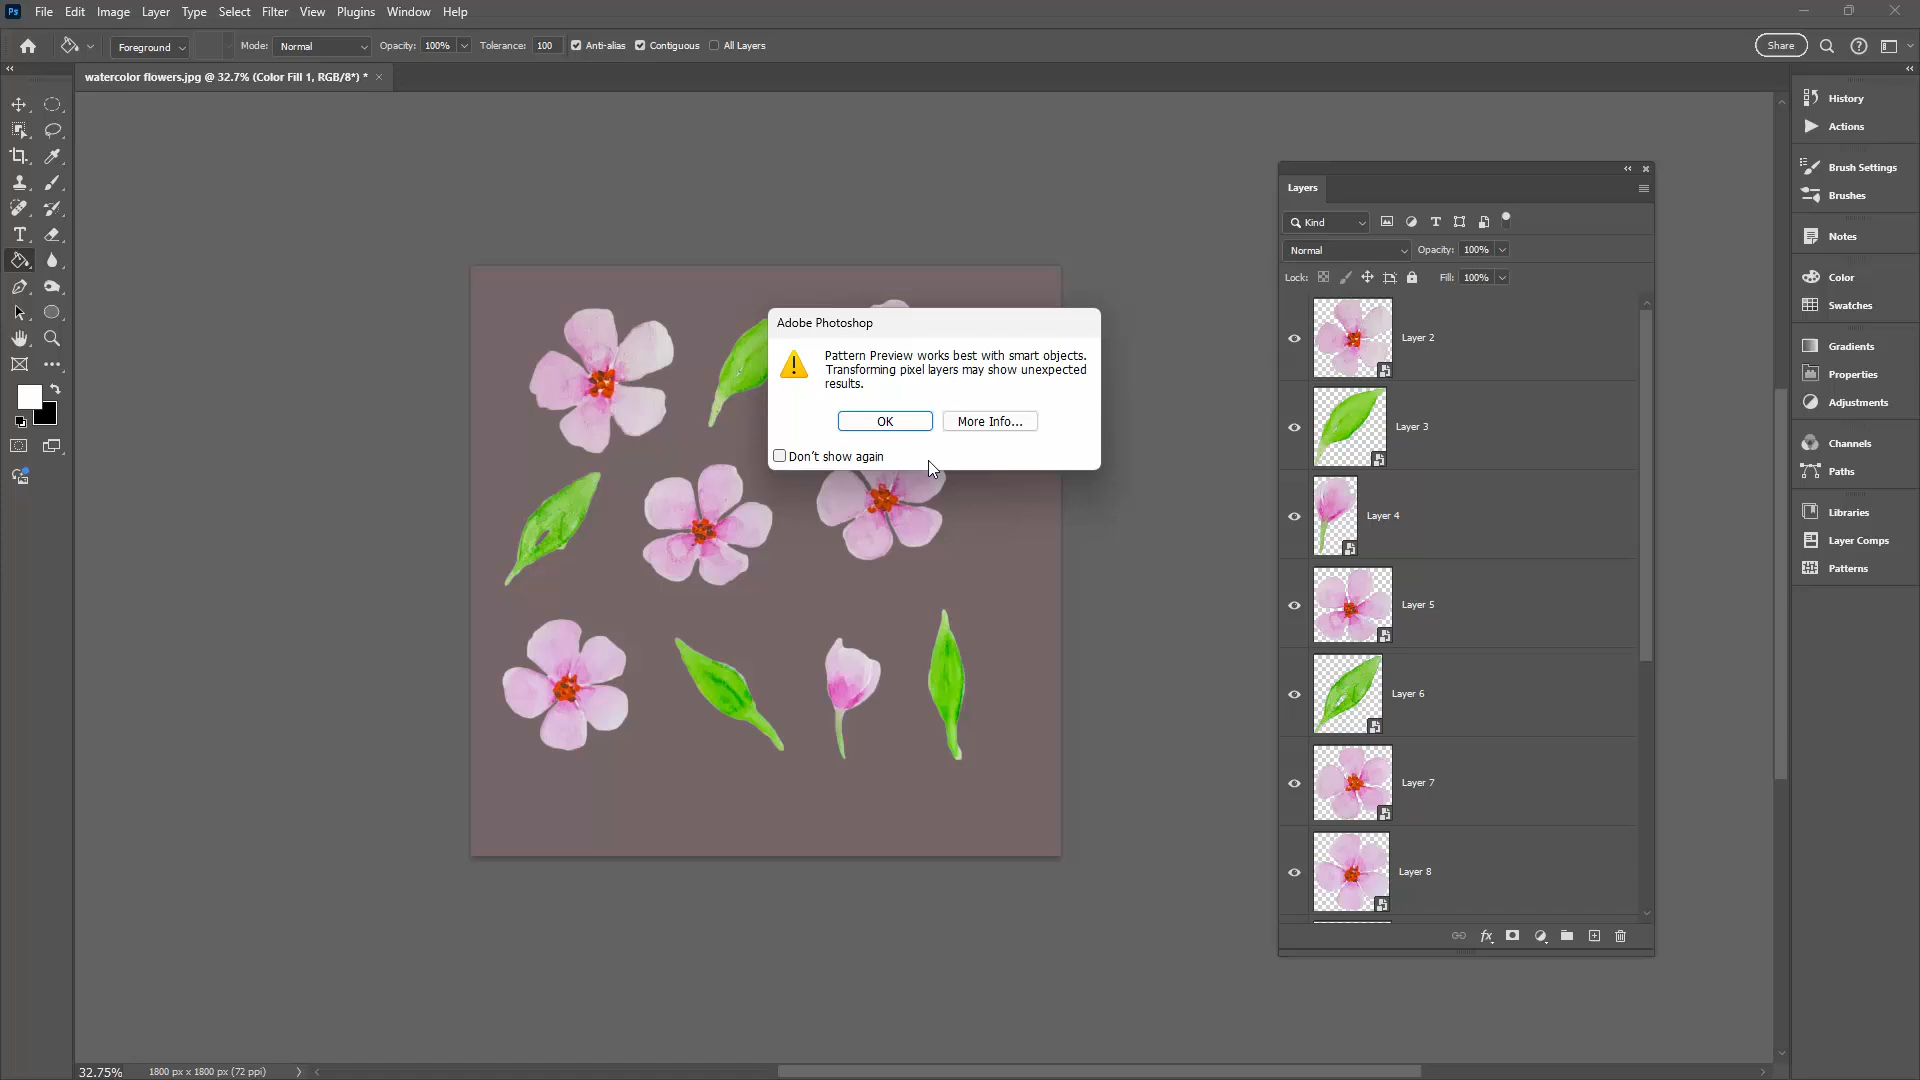 Ps File Edit Image Layer Type Select Filter View Plugins Window Help
Foreground Mode: Normal Opacity: 100% Tolerance: 100 Anti-alias Contiguous All Layers Share
watercolor flowers.jpg @ 32.7% (Color Fill 1, RGB/8*) * ×
Adobe Photoshop
Pattern Preview works best with smart objects.
Transforming pixel layers may show unexpected
results.
OK More Info...
Don't show again
Layers
Kind
Normal Opacity: 100%
Lock: Fill: 100%
Layer 2
Layer 3
Layer 4
Layer 5
Layer 6
Layer 7
Layer 8
fx
History
Actions
Brush Settings
Brushes
Notes
Color
Swatches
Gradients
Properties
Adjustments
Channels
Paths
Libraries
Layer Comps
Patterns
32.75% 1800 px x 1800 px (72 ppi)